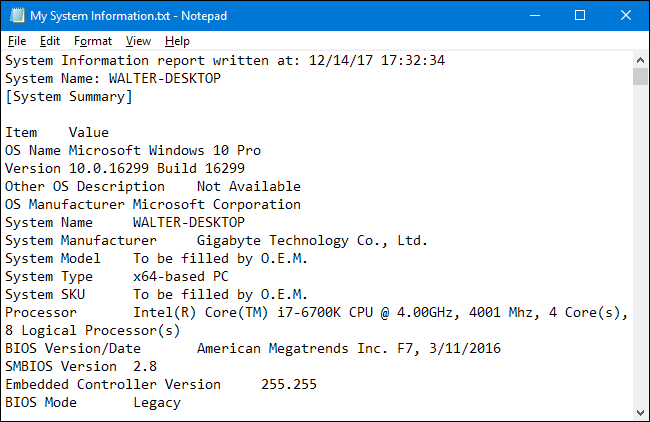 My System Information.txt - Notepad
File Edit Format View Help
System Information report written at: 12/14/17 17:32:34
System Name: WALTER-DESKTOP
[System Summary]
Item Value
OS Name Microsoft Windows 10 Pro
Version 10.0.16299 Build 16299
Other OS Description Not Available
OS Manufacturer Microsoft Corporation
System Name WALTER-DESKTOP
System Manufacturer Gigabyte Technology Co., Ltd.
System Model To be filled by O.E.M.
System Type x64-based PC
System SKU To be filled by O.E.M.
Processor Intel(R) Core(TM) i7-6700K CPU @ 4.00GHz, 4001 Mhz, 4 Core(s),
8 Logical Processor(s)
BIOS Version/Date American Megatrends Inc. F7, 3/11/2016
SMBIOS Version 2.8
Embedded Controller Version 255.255
BIOS Mode Legacy